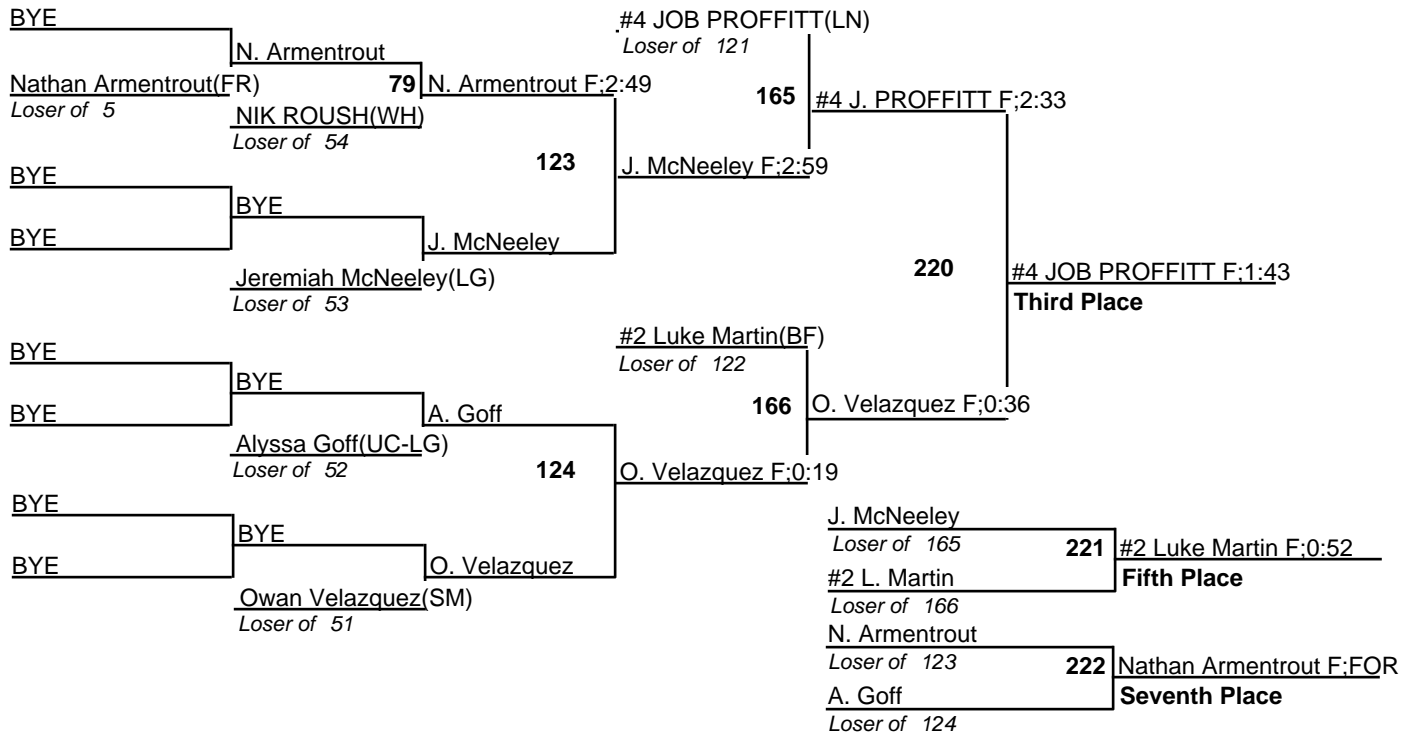 BYE
#4 JOB PROFFITT(LN)
Loser of 121
N. Armentrout
Nathan Armentrout(FR)
Loser of 5
79
N. Armentrout F;2:49
NIK ROUSH(WH)
Loser of 54
165
#4 J. PROFFITT F;2:33
123
J. McNeeley F;2:59
BYE
BYE
BYE
J. McNeeley
Jeremiah McNeeley(LG)
Loser of 53
220
#4 JOB PROFFITT F;1:43
Third Place
BYE
#2 Luke Martin(BF)
Loser of 122
BYE
BYE
A. Goff
166
O. Velazquez F;0:36
Alyssa Goff(UC-LG)
Loser of 52
124
O. Velazquez F;0:19
BYE
BYE
BYE
O. Velazquez
Owan Velazquez(SM)
Loser of 51
J. McNeeley
Loser of 165
221
#2 Luke Martin F;0:52
Fifth Place
#2 L. Martin
Loser of 166
N. Armentrout
Loser of 123
222
Nathan Armentrout F;FOR
Seventh Place
A. Goff
Loser of 124